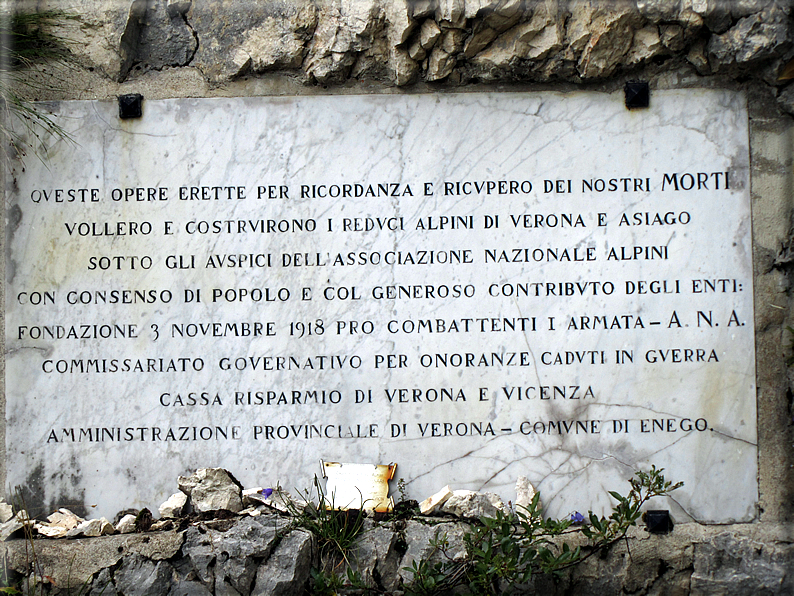 QVESTE OPERE ERETTE PER RICORDANZA E RICVPERO DEI NOSTRI MORTI
VOLLERO E COSTRVIRONO I REDVCI ALPINI DI VERONA E ASIAGO
SOTTO GLI AVSPICI DELL'ASSOCIAZIONE NAZIONALE ALPINI
CON CONSENSO DI POPOLO E COL GENEROSO CONTRIBVTO DEGLI ENTI:
FONDAZIONE 3 NOVEMBRE 1918 PRO COMBATTENTI I ARMATA – A. N. A.
COMMISSARIATO GOVERNATIVO PER ONORANZE CADVTI IN GVERRA
CASSA RISPARMIO DI VERONA E VICENZA
AMMINISTRAZIONE PROVINCIALE DI VERONA – COMVNE DI ENEGO.